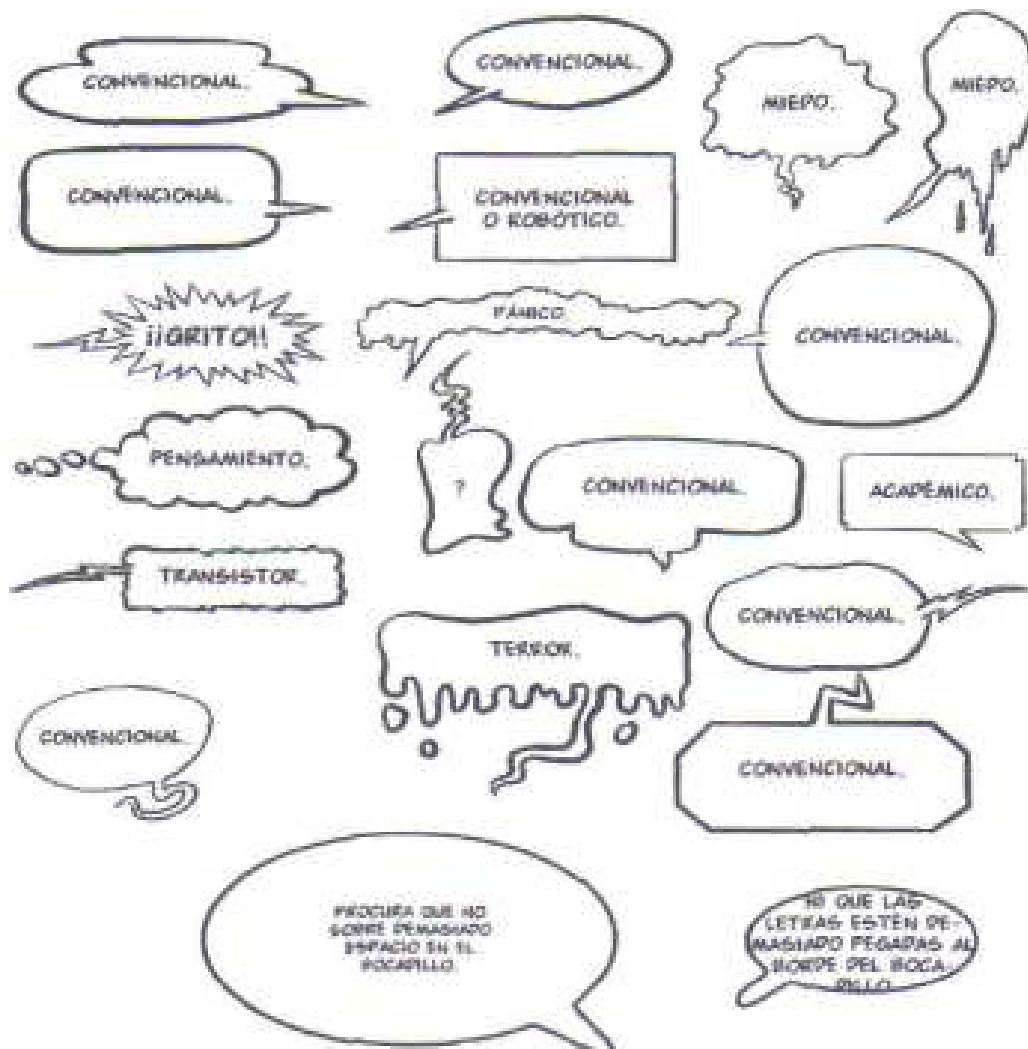 CONVENCIONAL.
CONVENCIONAL.
MIEDO.
MIEDO.
CONVENCIONAL.
CONVENCIONAL
O ROBÓTICO.
¡¡GRITO!!
PÁNICO
CONVENCIONAL.
PENSAMIENTO.
?
CONVENCIONAL.
ACADÉMICO.
TRANSISTOR.
TERROR.
CONVENCIONAL.
CONVENCIONAL.
CONVENCIONAL.
PROCURA QUE NO
SOBRE DEMASIADO
ESPACIO EN EL
BOCADILLO.
NI QUE LAS
LETRAS ESTÉN DE-
MASIADO PEGADAS AL
BORDE DEL BOCA-
DILLO